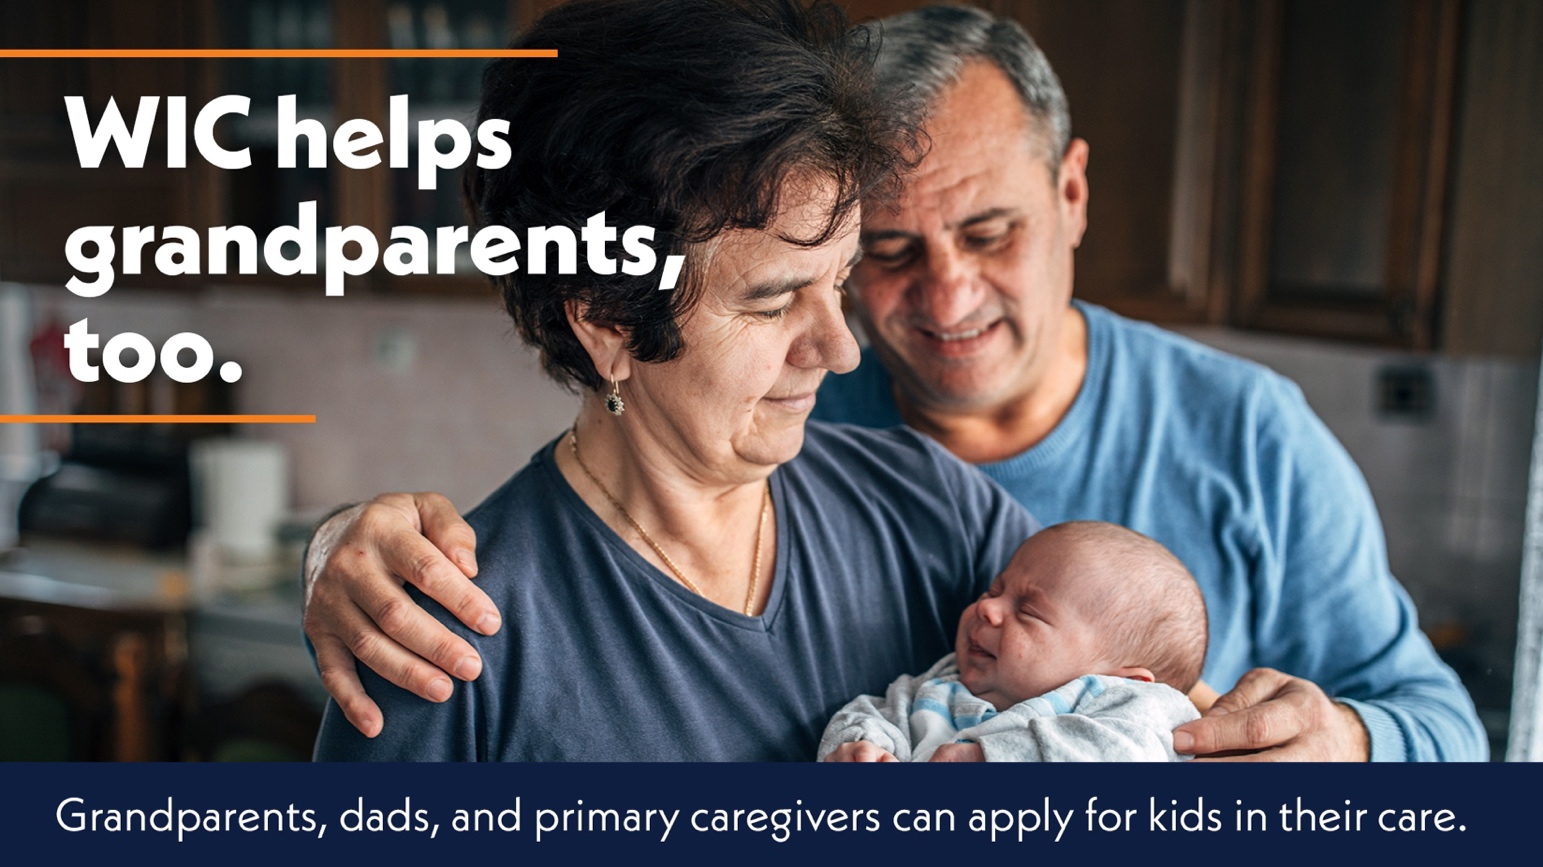 WIC helps
grandparents,
too.
Grandparents, dads, and primary caregivers can apply for kids in their care.